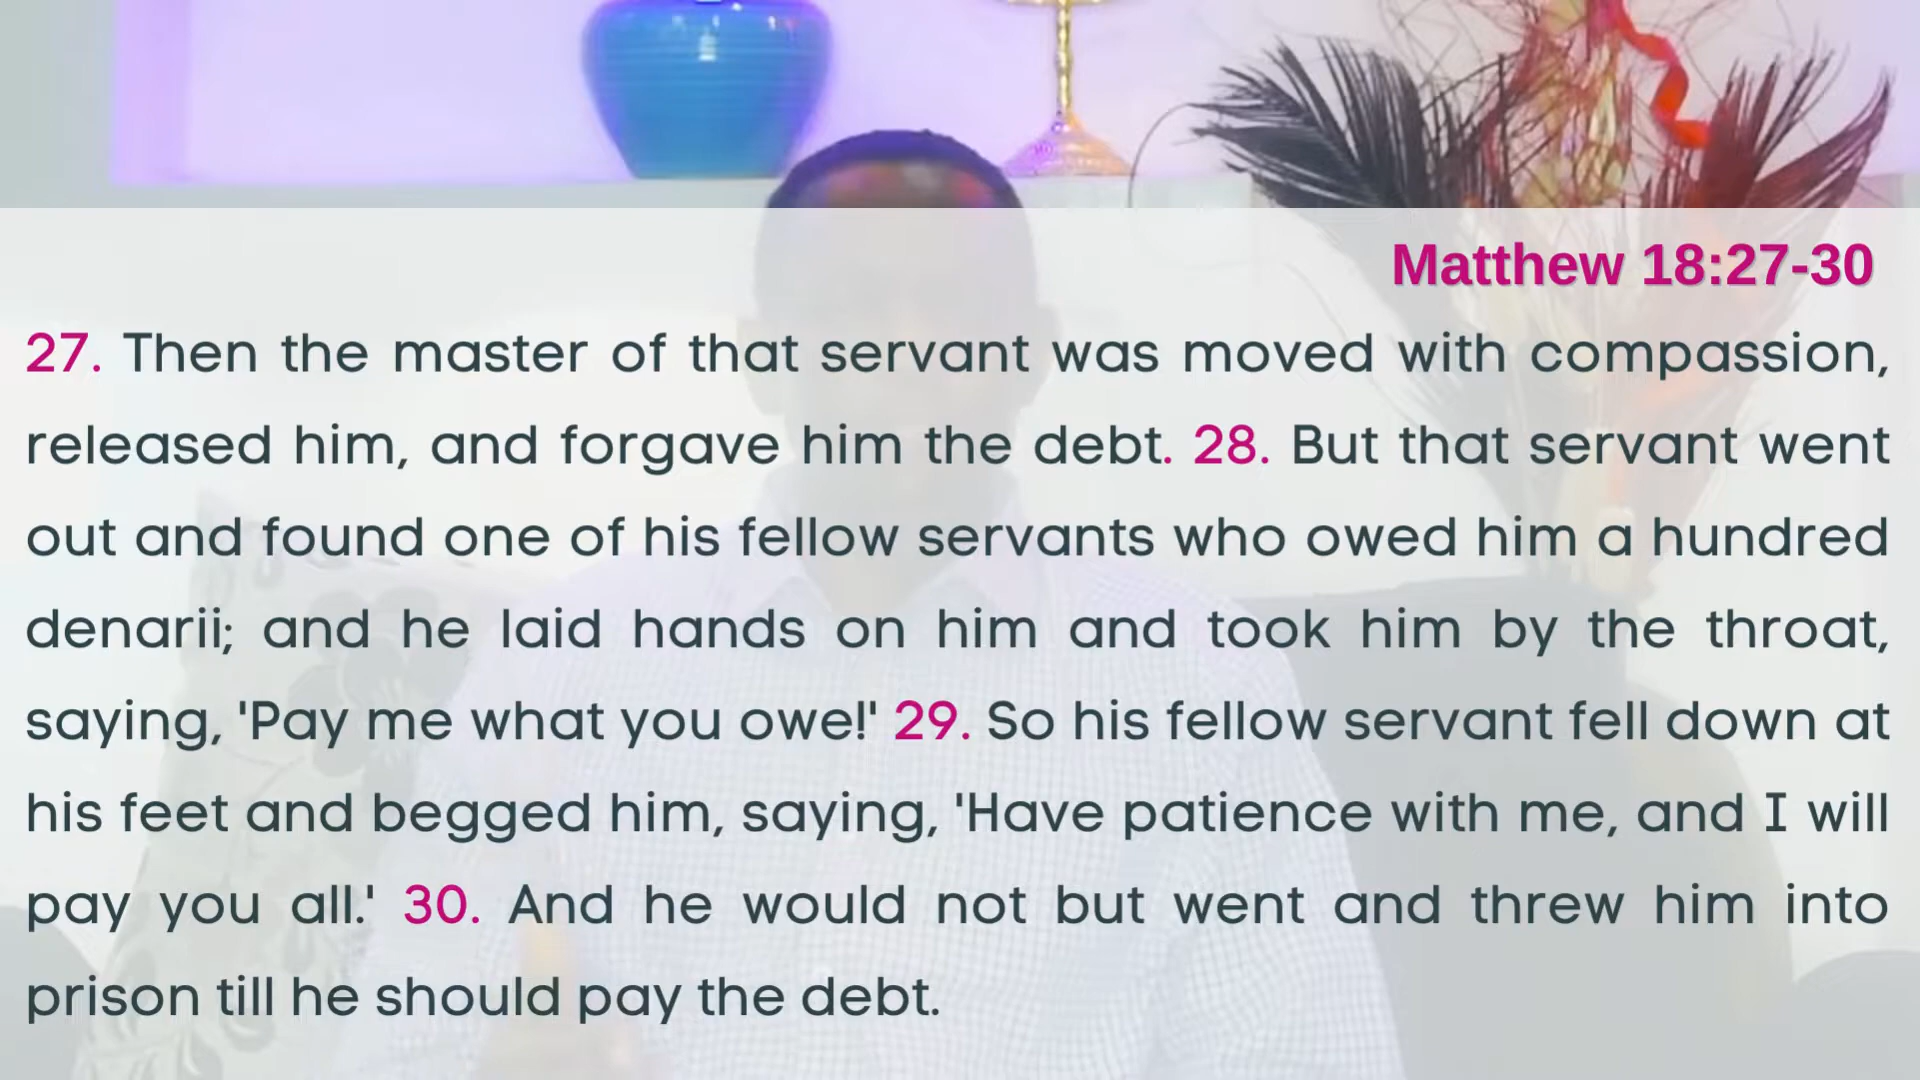 Matthew 18:27-30
27. Then the master of that servant was moved with compassion,
released him, and forgave him the debt. 28. But that servant went
out and found one of his fellow servants who owed him a hundred
denarii; and he laid hands on him and took him by the throat,
saying, 'Pay me what you owe!' 29. So his fellow servant fell down at
his feet and begged him, saying, 'Have patience with me, and I will
pay you all.' 30. And he would not but went and threw him into
prison till he should pay the debt.